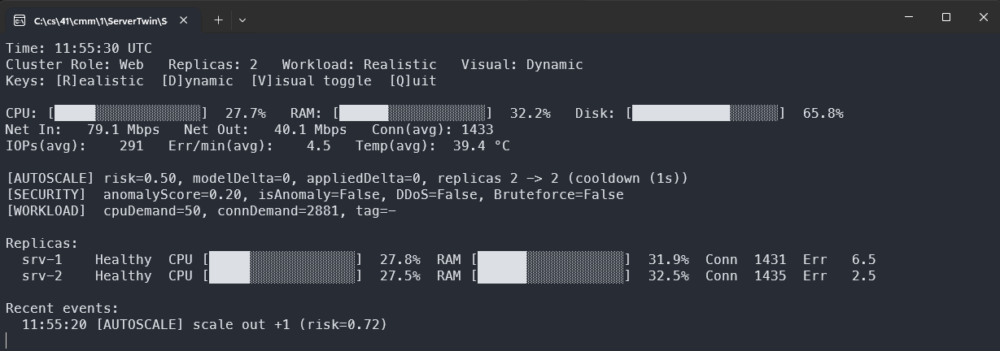 C:\cs\41\cmm\1\ServerTwin\S
Time: 11:55:30 UTC
Cluster Role: Web   Replicas: 2   Workload: Realistic   Visual: Dynamic
Keys: [R]ealistic  [D]ynamic  [V]isual toggle  [Q]uit
CPU: [█████░░░░░░░░░░░░░]  27.7%   RAM: [██████░░░░░░░░░░░░]  32.2%   Disk: [████████████░░░░░░]  65.8%
Net In:   79.1 Mbps   Net Out:   40.1 Mbps   Conn(avg): 1433
IOPs(avg):    291   Err/min(avg):    4.5   Temp(avg):  39.4 °C
[AUTOSCALE] risk=0.50, modelDelta=0, appliedDelta=0, replicas 2 -> 2 (cooldown (1s))
[SECURITY]  anomalyScore=0.20, isAnomaly=False, DDoS=False, Bruteforce=False
[WORKLOAD]  cpuDemand=50, connDemand=2881, tag=-
Replicas:
  srv-1    Healthy  CPU [█████░░░░░░░░░░░░░]  27.8%  RAM [██████░░░░░░░░░░░░]  31.9%  Conn  1431  Err   6.5
  srv-2    Healthy  CPU [█████░░░░░░░░░░░░░]  27.5%  RAM [██████░░░░░░░░░░░░]  32.5%  Conn  1435  Err   2.5
Recent events:
  11:55:20 [AUTOSCALE] scale out +1 (risk=0.72)